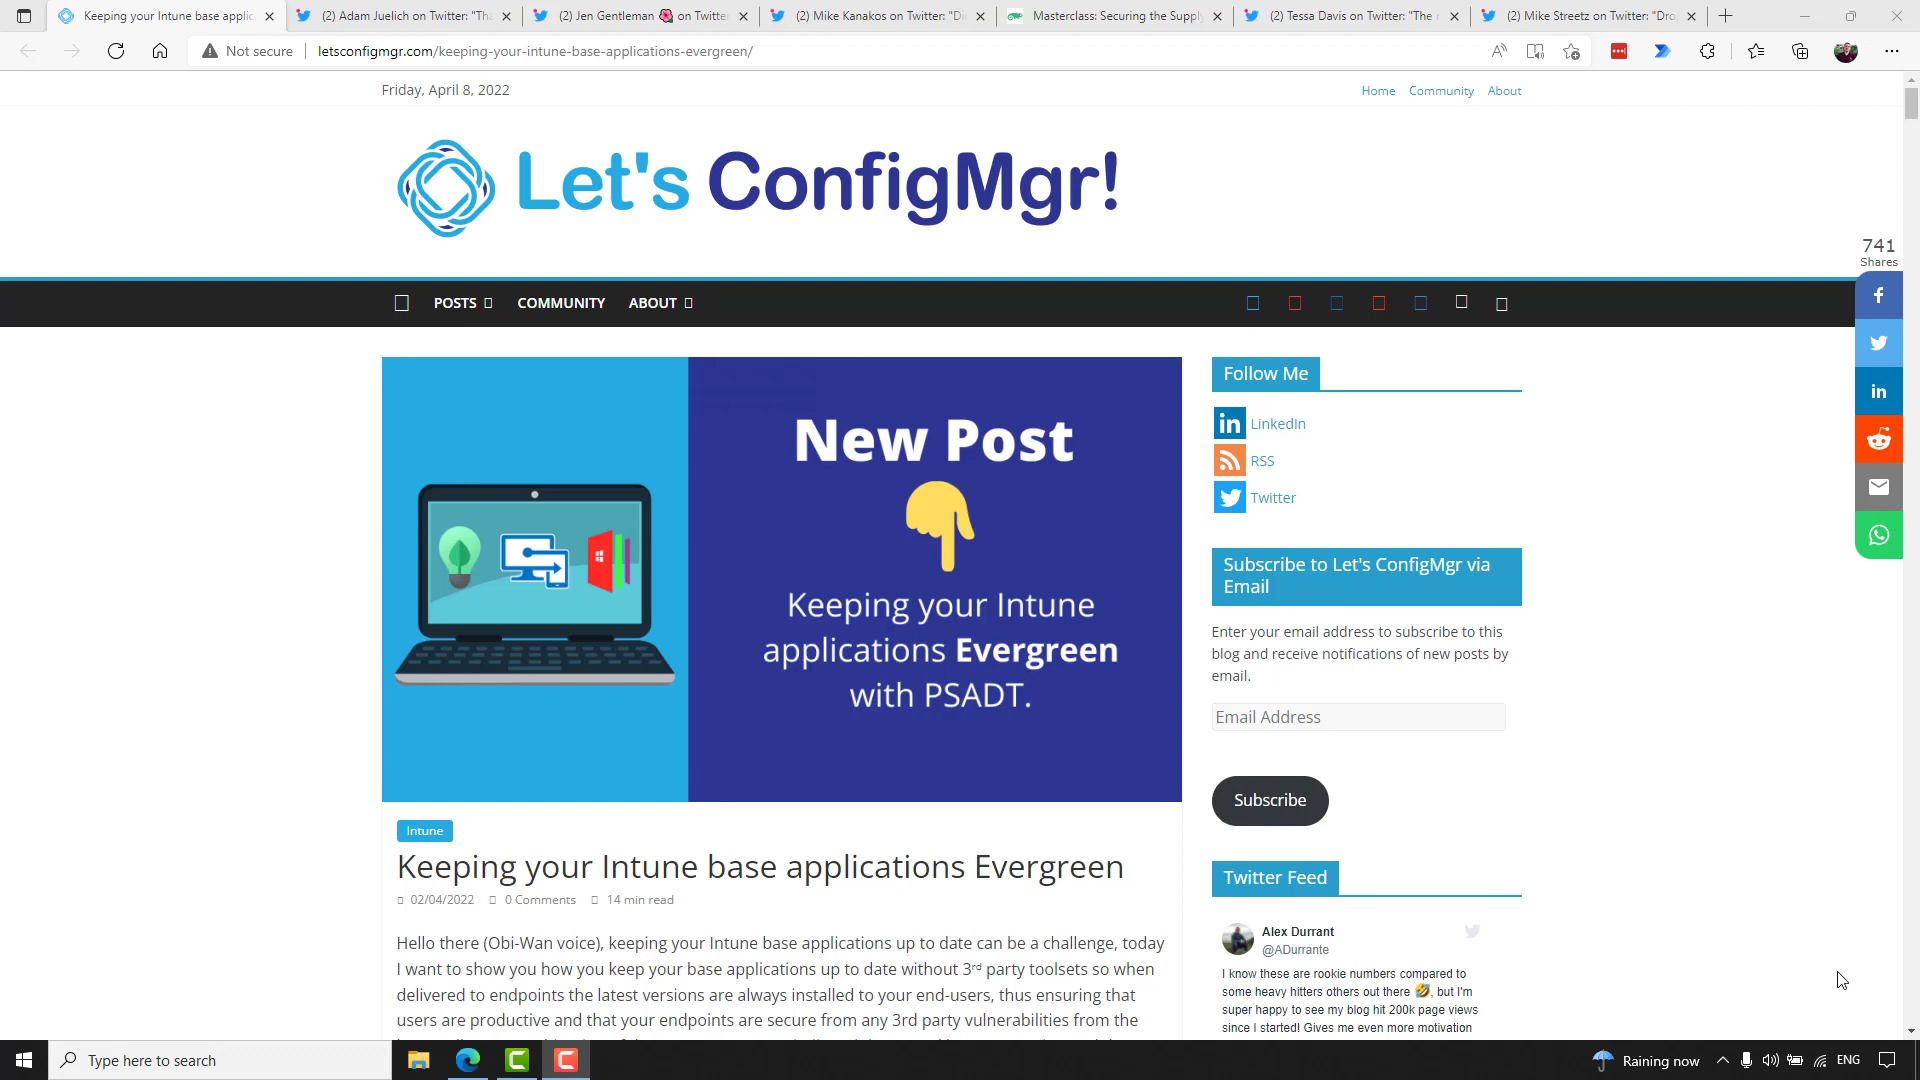 Keeping your Intune base applic
(2) Adam Juelich on Twitter: "Tha
(2) Jen Gentleman 🌺 on Twitter
(2) Mike Kanakos on Twitter: "Di
Masterclass: Securing the Supply
(2) Tessa Davis on Twitter: "The
(2) Mike Streetz on Twitter: "Dro
Not secure
letsconfigmgr.com/keeping-your-intune-base-applications-evergreen/
Friday, April 8, 2022
Home Community About
Let's ConfigMgr!
741
Shares
POSTS COMMUNITY ABOUT
New Post
Keeping your Intune
applications Evergreen
with PSADT.
Follow Me
LinkedIn
RSS
Twitter
Subscribe to Let's ConfigMgr via
Email
Enter your email address to subscribe to this
blog and receive notifications of new posts by
email.
Email Address
Subscribe
Intune
Keeping your Intune base applications Evergreen
02/04/2022 0 Comments 14 min read
Hello there (Obi-Wan voice), keeping your Intune base applications up to date can be a challenge, today
I want to show you how you keep your base applications up to date without 3rd party toolsets so when
delivered to endpoints the latest versions are always installed to your end-users, thus ensuring that
users are productive and that your endpoints are secure from any 3rd party vulnerabilities from the
Twitter Feed
Alex Durrant
@ADurrante
I know these are rookie numbers compared to
some heavy hitters others out there 🤣, but I'm
super happy to see my blog hit 200k page views
since I started! Gives me even more motivation
Type here to search
Raining now
ENG